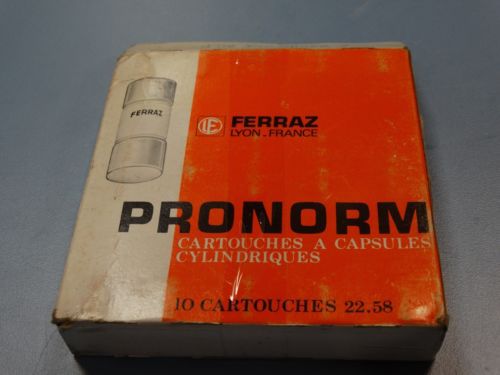 FERRAZ
FERRAZ
LYON-FRANCE
PRONORM
CARTOUCHES A CAPSULES
CYLINDRIQUES
10 CARTOUCHES 22.58